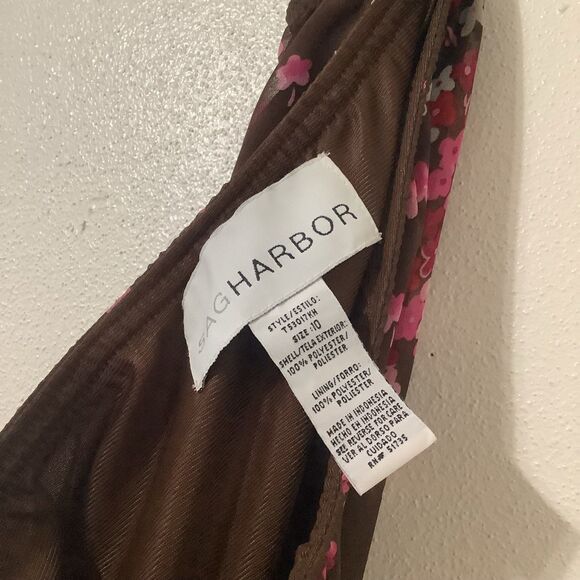 SAG HARBOR
STYLE/ESTILO:
TS3017KH
SIZE: 10
SHELL/TELA EXTERIOR:
100% POLYESTER/
POLIESTER
LINING/FORRO:
100% POLYESTER/
POLIESTER
MADE IN INDONESIA
HECHO EN INDONESIA
SEE REVERSE FOR CARE
VER AL DORSO PARA
CUIDADO
RN# 51735